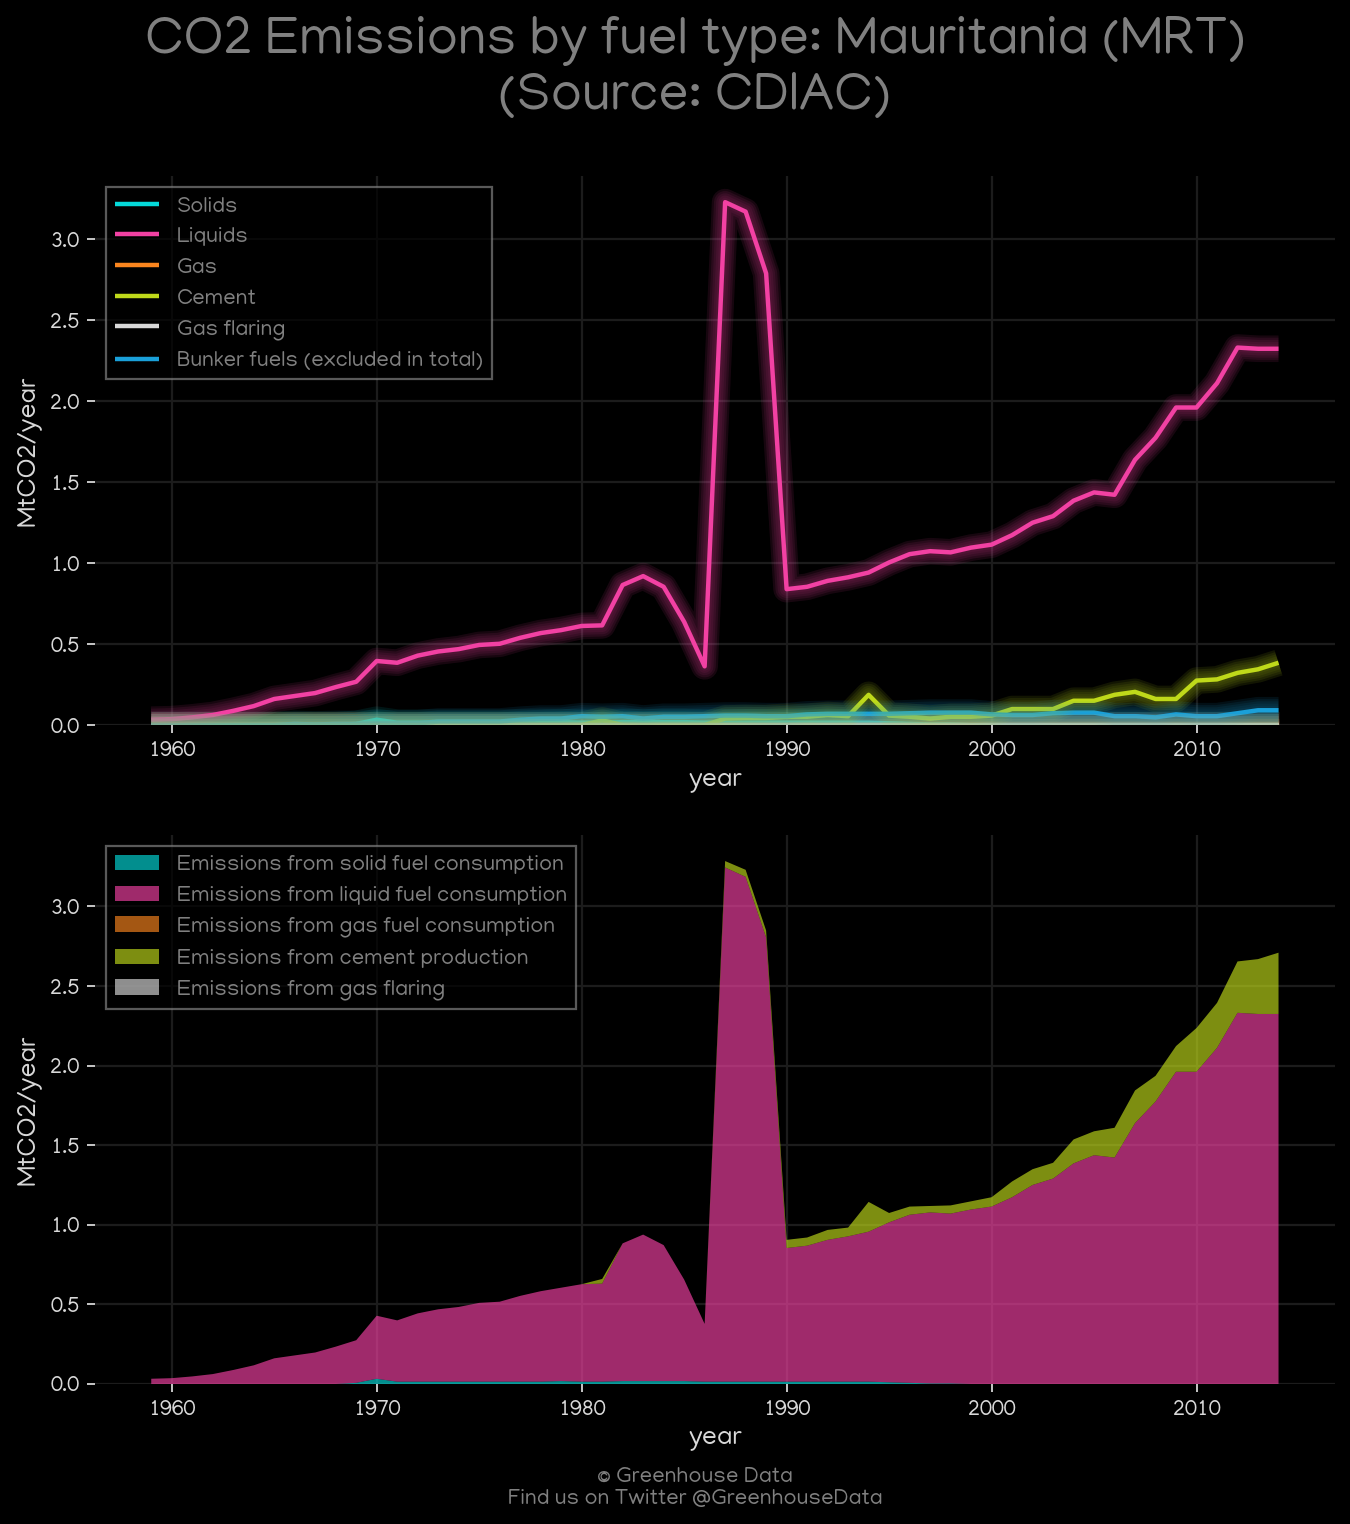 CO2 Emissions by fuel type: Mauritania (MRT)
(Source: CDIAC)
Solids
Liquids
Gas
Cement
Gas flaring
Bunker fuels (excluded in total)
MtCO2/year
3.0
2.5
2.0
1.5
1.0
0.5
0.0
1960 1970 1980 1990 2000 2010
year
Emissions from solid fuel consumption
Emissions from liquid fuel consumption
Emissions from gas fuel consumption
Emissions from cement production
Emissions from gas flaring
MtCO2/year
3.0
2.5
2.0
1.5
1.0
0.5
0.0
1960 1970 1980 1990 2000 2010
year
© Greenhouse Data
Find us on Twitter @GreenhouseData